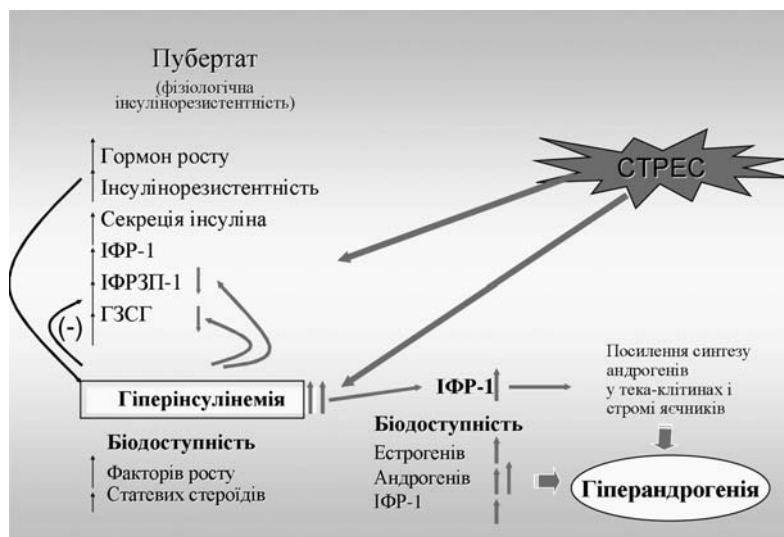 Пубертат
(фізіологічна
інсулінорезистентність)
Гормон росту
Інсулінорезистентність
Секреція інсуліна
ІФР-1
ІФРЗП-1
ГЗСГ
(-)
СТРЕС
Гіперінсулінемія
Біодоступність
Факторів росту
Статевих стероїдів
ІФР-1
Біодоступність
Естрогенів
Андрогенів
ІФР-1
Посилення синтезу
андрогенів
у тека-клітинах і
стромі яєчників
Гіперандрогенія